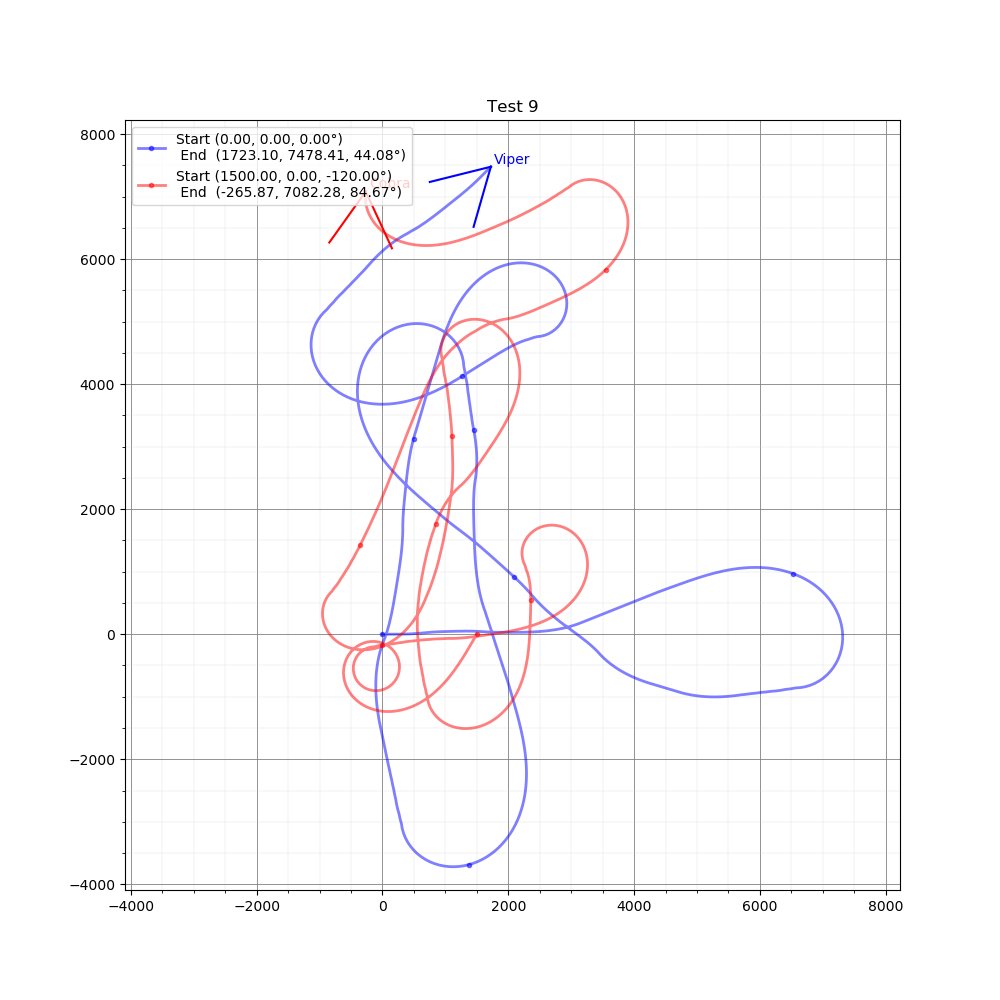 Test 9
Start (0.00, 0.00, 0.00°)
End (1723.10, 7478.41, 44.08°)
Start (1500.00, 0.00, -120.00°)
End (-265.87, 7082.28, 84.67°)
Viper
8000
6000
4000
2000
0
−2000
−4000
−4000 −2000 0 2000 4000 6000 8000